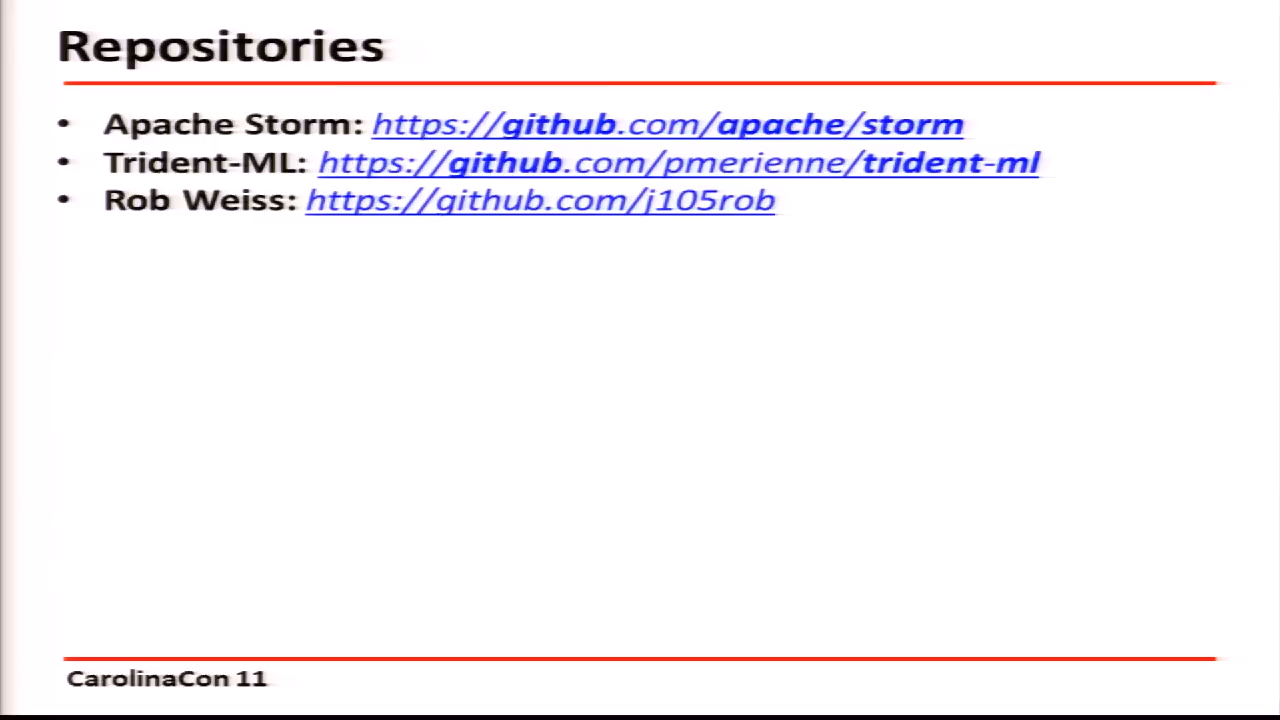 Repositories
• Apache Storm: https://github.com/apache/storm
• Trident-ML: https://github.com/pmerienne/trident-ml
• Rob Weiss: https://github.com/j105rob
CarolinaCon 11